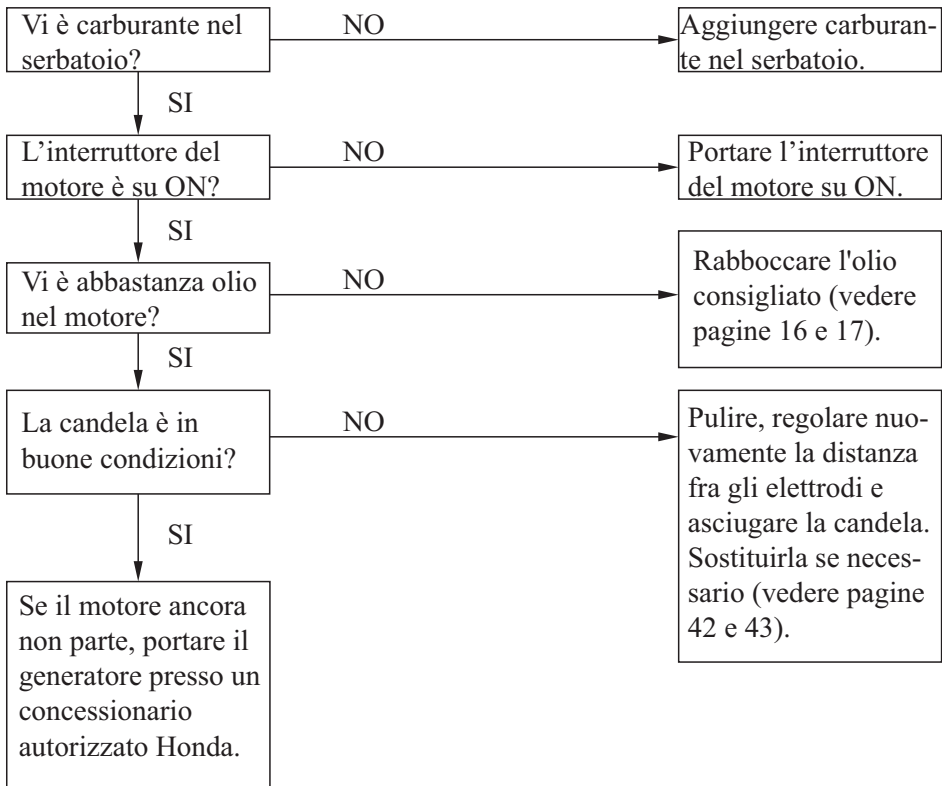 Vi è carburante nel
serbatoio?
NO
Aggiungere carburan-
te nel serbatoio.
SI
L’interruttore del
motore è su ON?
NO
Portare l’interruttore
del motore su ON.
SI
Vi è abbastanza olio
nel motore?
NO
Rabboccare l'olio
consigliato (vedere
pagine 16 e 17).
SI
La candela è in
buone condizioni?
NO
Pulire, regolare nuo-
vamente la distanza
fra gli elettrodi e
asciugare la candela.
Sostituirla se neces-
sario (vedere pagine
42 e 43).
SI
Se il motore ancora
non parte, portare il
generatore presso un
concessionario
autorizzato Honda.